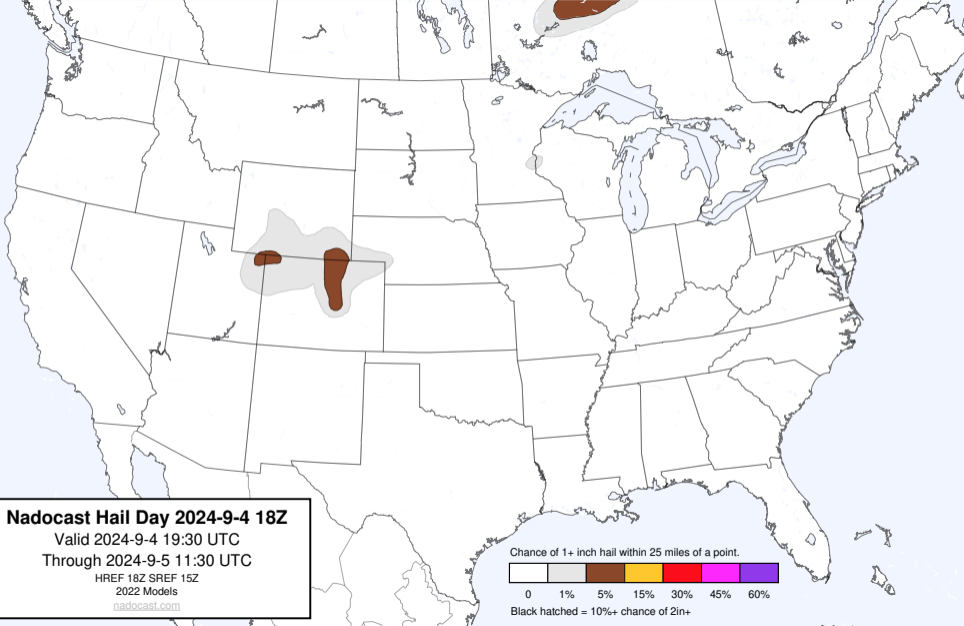 Nadocast Hail Day 2024-9-4 18Z
Valid 2024-9-4 19:30 UTC
Through 2024-9-5 11:30 UTC
HREF 18Z SREF 15Z
2022 Models
nadocast.com
Chance of 1+ inch hail within 25 miles of a point.
0 1% 5% 15% 30% 45% 60%
Black hatched = 10%+ chance of 2in+